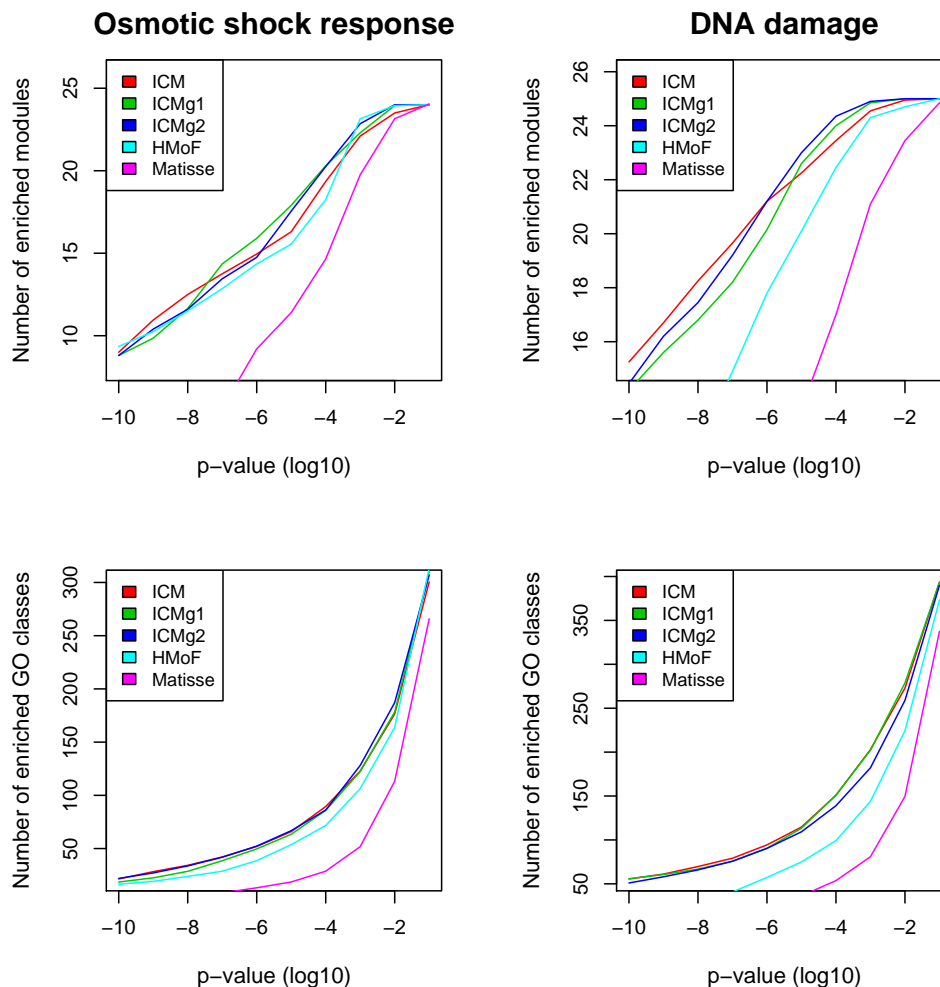 Osmotic shock response
Number of enriched modules
10
15
20
25
ICM
ICMg1
ICMg2
HMoF
Matisse
−10
−8
−6
−4
−2
p−value (log10)
DNA damage
Number of enriched modules
16
18
20
22
24
26
ICM
ICMg1
ICMg2
HMoF
Matisse
−10
−8
−6
−4
−2
p−value (log10)
Number of enriched GO classes
50
100
150
200
250
300
ICM
ICMg1
ICMg2
HMoF
Matisse
−10
−8
−6
−4
−2
p−value (log10)
Number of enriched GO classes
50
150
250
350
ICM
ICMg1
ICMg2
HMoF
Matisse
−10
−8
−6
−4
−2
p−value (log10)